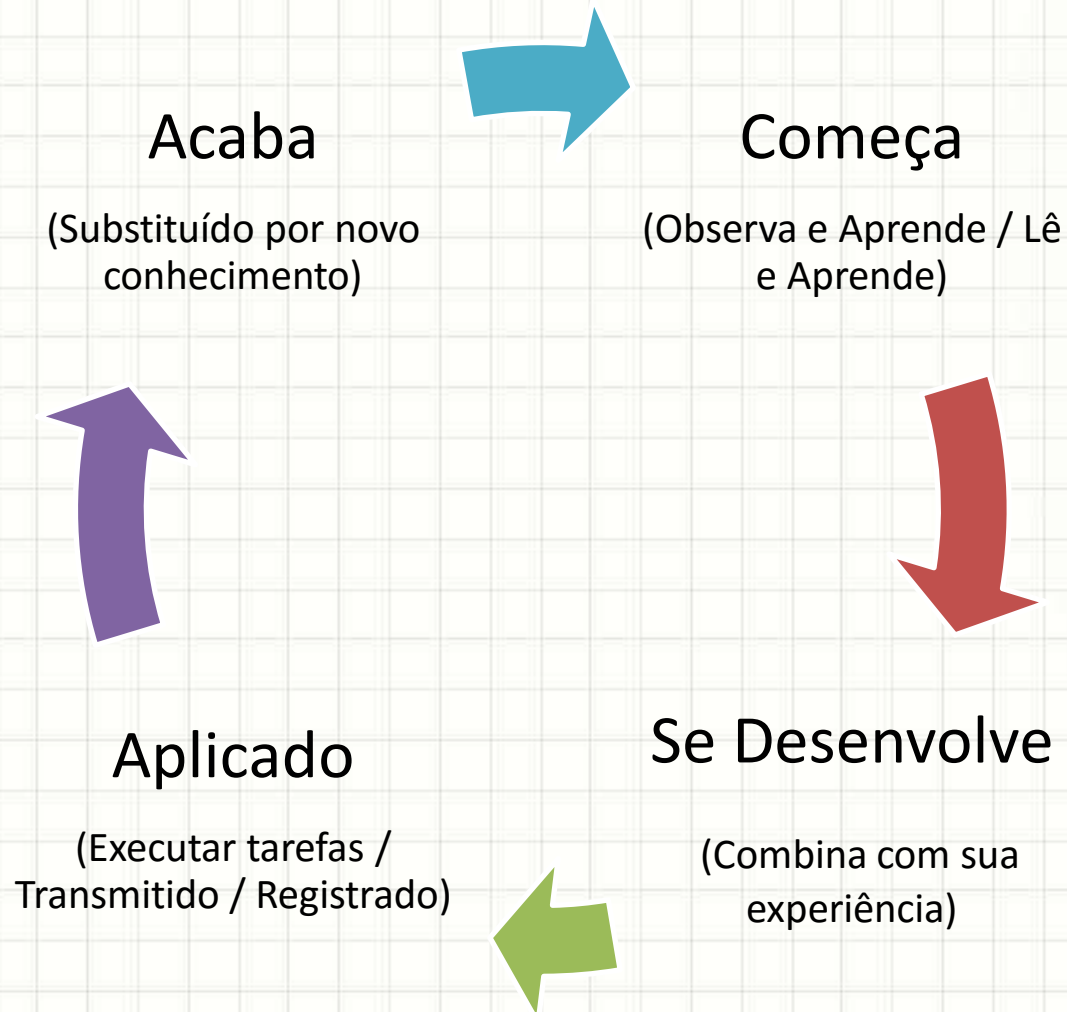 Acaba
(Substituído por novo
conhecimento)
Começa
(Observa e Aprende / Lê
e Aprende)
Se Desenvolve
(Combina com sua
experiência)
Aplicado
(Executar tarefas /
Transmitido / Registrado)